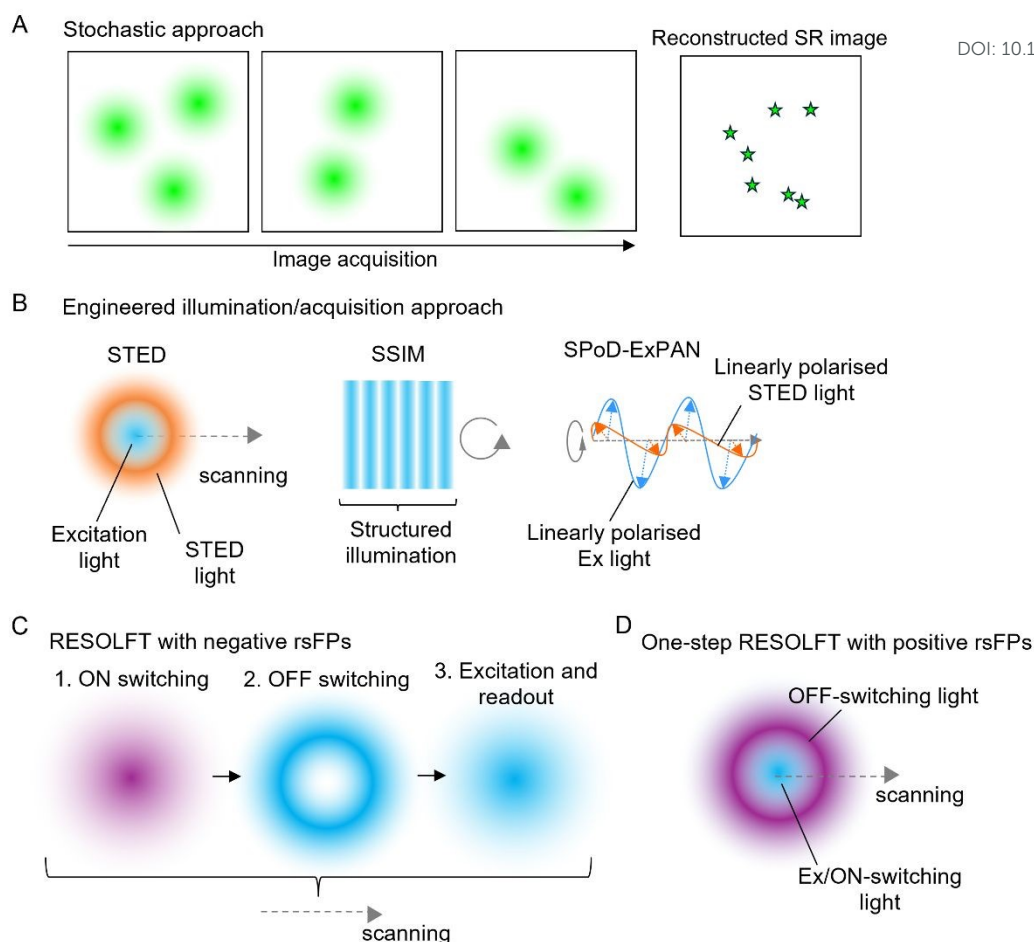 A
Stochastic approach
Reconstructed SR image
DOI: 10.1
Image acquisition
B
Engineered illumination/acquisition approach
STED
scanning
Excitation
light
STED
light
SSIM
Structured
illumination
SPoD-ExPAN
Linearly polarised
STED light
Linearly polarised
Ex light
C
RESOLFT with negative rsFPs
1. ON switching
2. OFF switching
3. Excitation and
readout
scanning
D
One-step RESOLFT with positive rsFPs
OFF-switching light
scanning
Ex/ON-switching
light